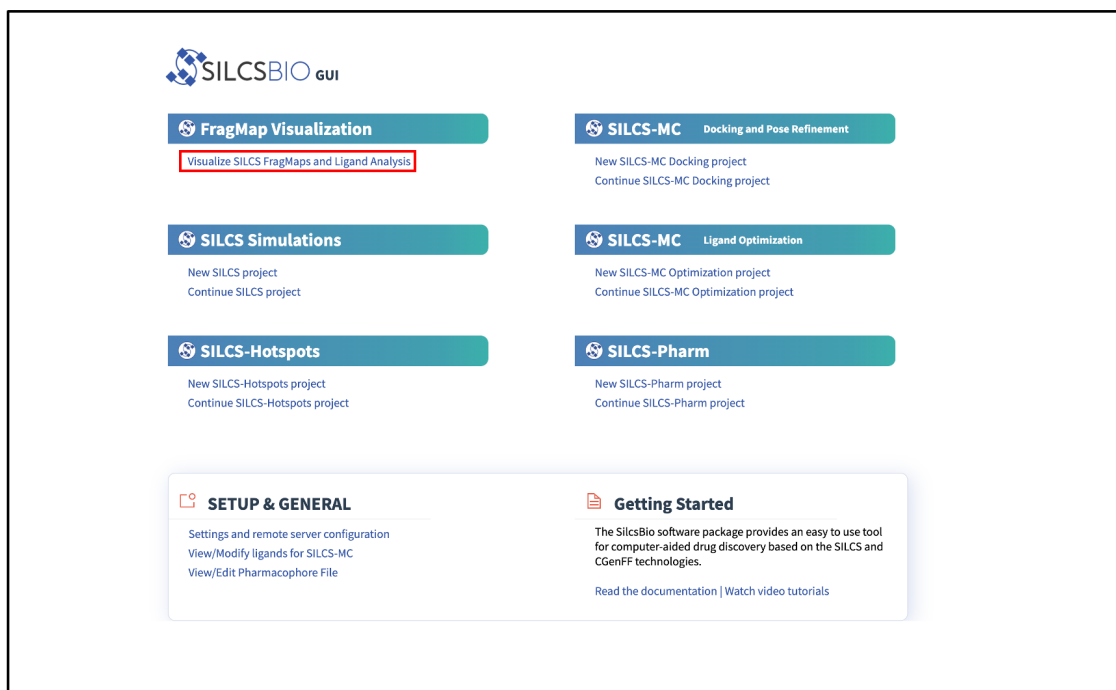 SILCSBIO GUI
FragMap Visualization
Visualize SILCS FragMaps and Ligand Analysis
SILCS-MC Docking and Pose Refinement
New SILCS-MC Docking project
Continue SILCS-MC Docking project
SILCS Simulations
New SILCS project
Continue SILCS project
SILCS-MC Ligand Optimization
New SILCS-MC Optimization project
Continue SILCS-MC Optimization project
SILCS-Hotspots
New SILCS-Hotspots project
Continue SILCS-Hotspots project
SILCS-Pharm
New SILCS-Pharm project
Continue SILCS-Pharm project
SETUP & GENERAL
Settings and remote server configuration
View/Modify ligands for SILCS-MC
View/Edit Pharmacophore File
Getting Started
The SilcsBio software package provides an easy to use tool
for computer-aided drug discovery based on the SILCS and
CGenFF technologies.
Read the documentation | Watch video tutorials